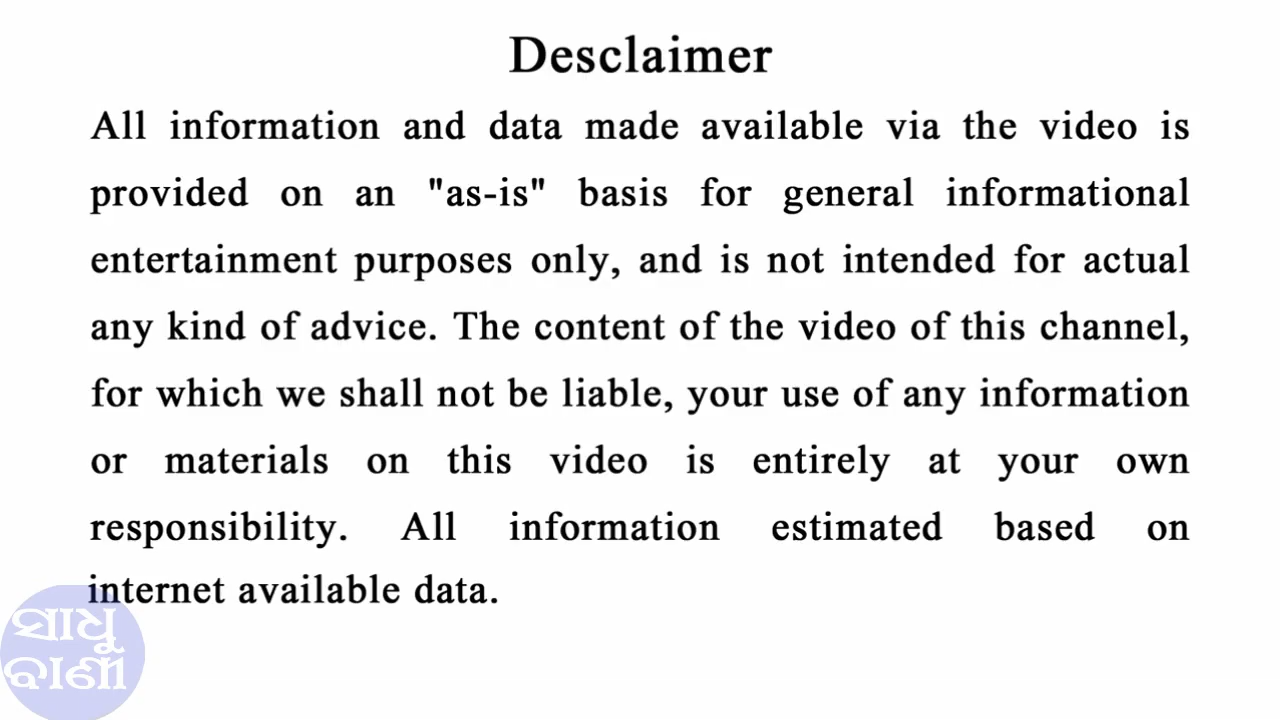 Desclaimer
All information and data made available via the video is
provided on an "as-is" basis for general informational
entertainment purposes only, and is not intended for actual
any kind of advice. The content of the video of this channel,
for which we shall not be liable, your use of any information
or materials on this video is entirely at your own
responsibility. All information estimated based on
internet available data.
ସାଧୁ
ବାଣୀ